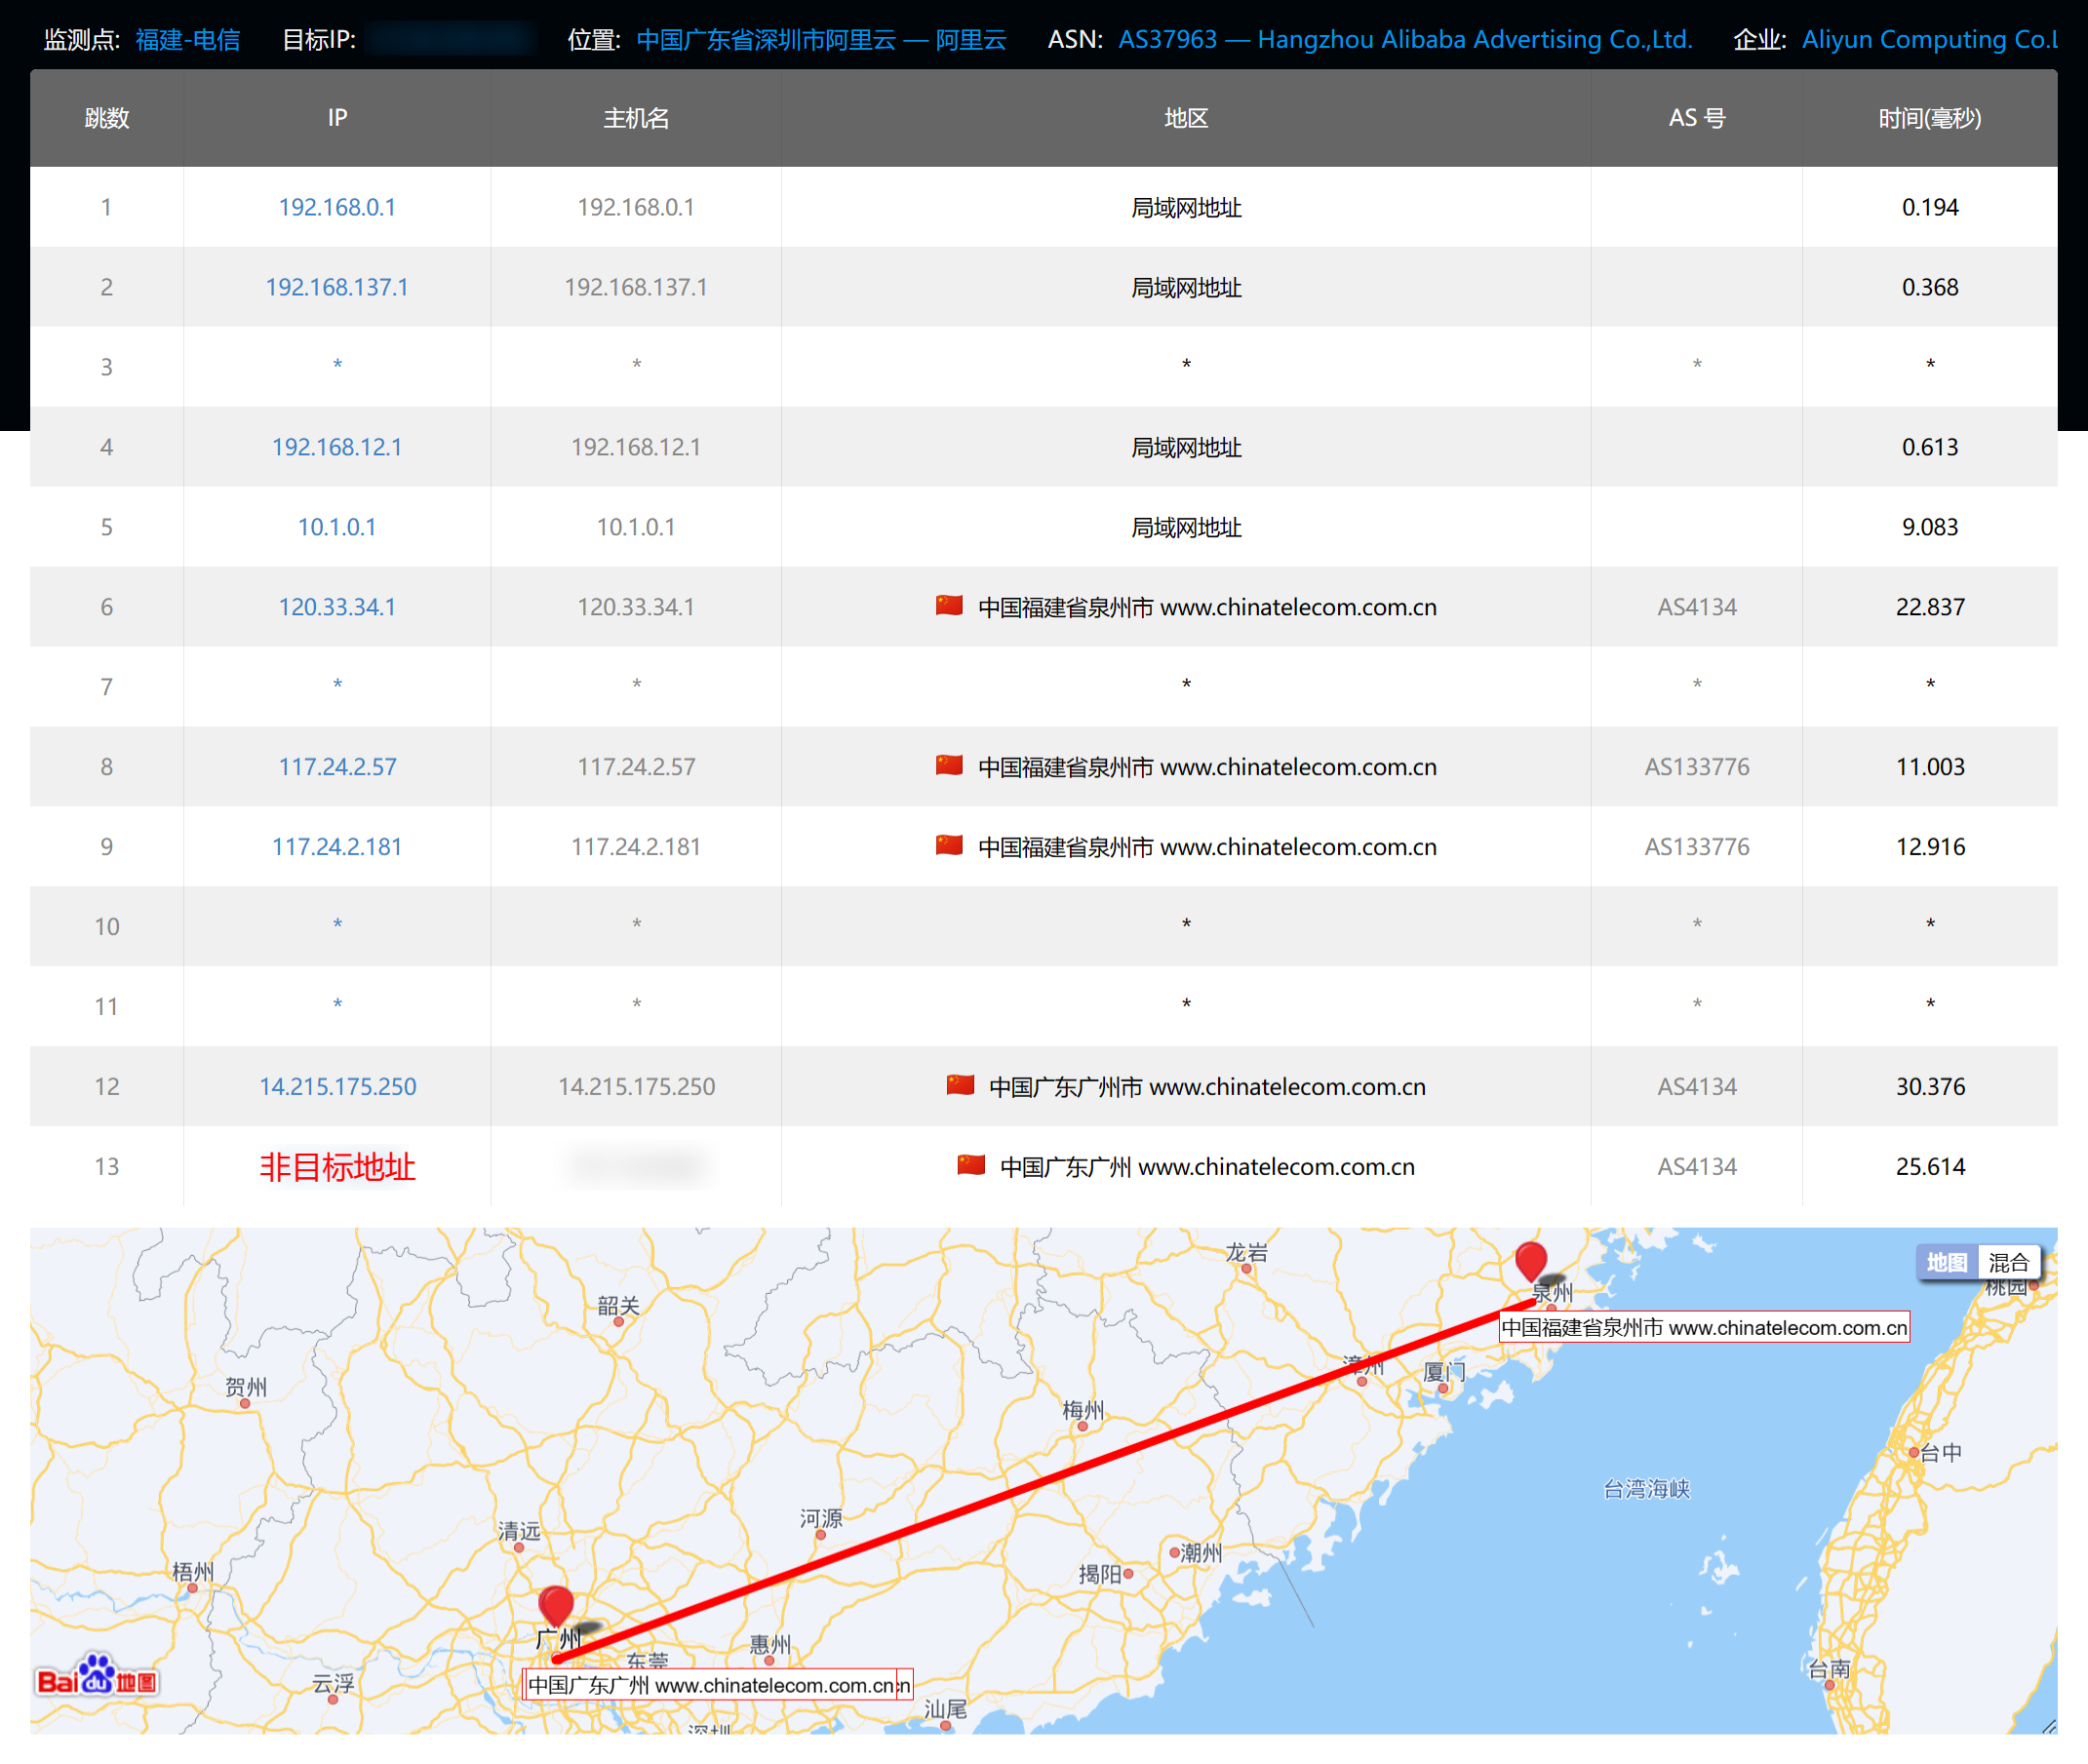 监测点: 福建-电信 目标IP: 位置: 中国广东省深圳市阿里云 — 阿里云 ASN: AS37963 — Hangzhou Alibaba Advertising Co.,Ltd. 企业: Aliyun Computing Co.L
跳数 IP 主机名 地区 AS 号 时间(毫秒)
1 192.168.0.1 192.168.0.1 局域网地址 0.194
2 192.168.137.1 192.168.137.1 局域网地址 0.368
3 * * * * *
4 192.168.12.1 192.168.12.1 局域网地址 0.613
5 10.1.0.1 10.1.0.1 局域网地址 9.083
6 120.33.34.1 120.33.34.1 中国福建省泉州市 www.chinatelecom.com.cn AS4134 22.837
7 * * * * *
8 117.24.2.57 117.24.2.57 中国福建省泉州市 www.chinatelecom.com.cn AS133776 11.003
9 117.24.2.181 117.24.2.181 中国福建省泉州市 www.chinatelecom.com.cn AS133776 12.916
10 * * * * *
11 * * * * *
12 14.215.175.250 14.215.175.250 中国广东广州市 www.chinatelecom.com.cn AS4134 30.376
13 非目标地址 中国广东广州 www.chinatelecom.com.cn AS4134 25.614
龙岩
地图 混合
桃园
泉州
韶关
中国福建省泉州市 www.chinatelecom.com.cn
漳州
厦门
贺州
梅州
台中
台湾海峡
河源
清远
潮州
揭阳
梧州
广州
惠州
东莞
台南
Bai du 地图
云浮
中国广东广州 www.chinatelecom.com.cn
汕尾
深圳